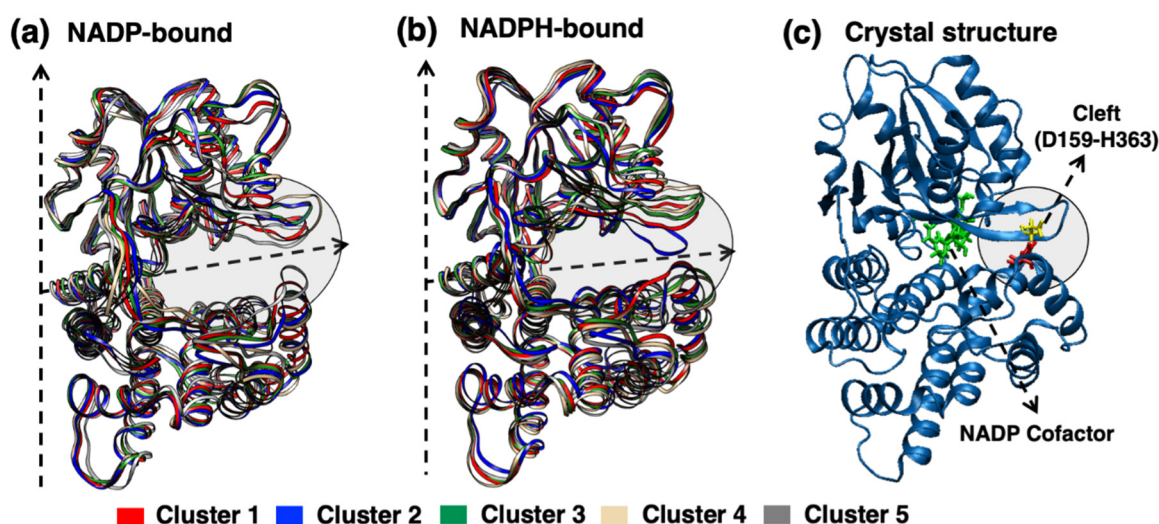 (a) NADP-bound
(b) NADPH-bound
(c) Crystal structure
Cleft
(D159-H363)
NADP Cofactor
Cluster 1 Cluster 2 Cluster 3 Cluster 4 Cluster 5